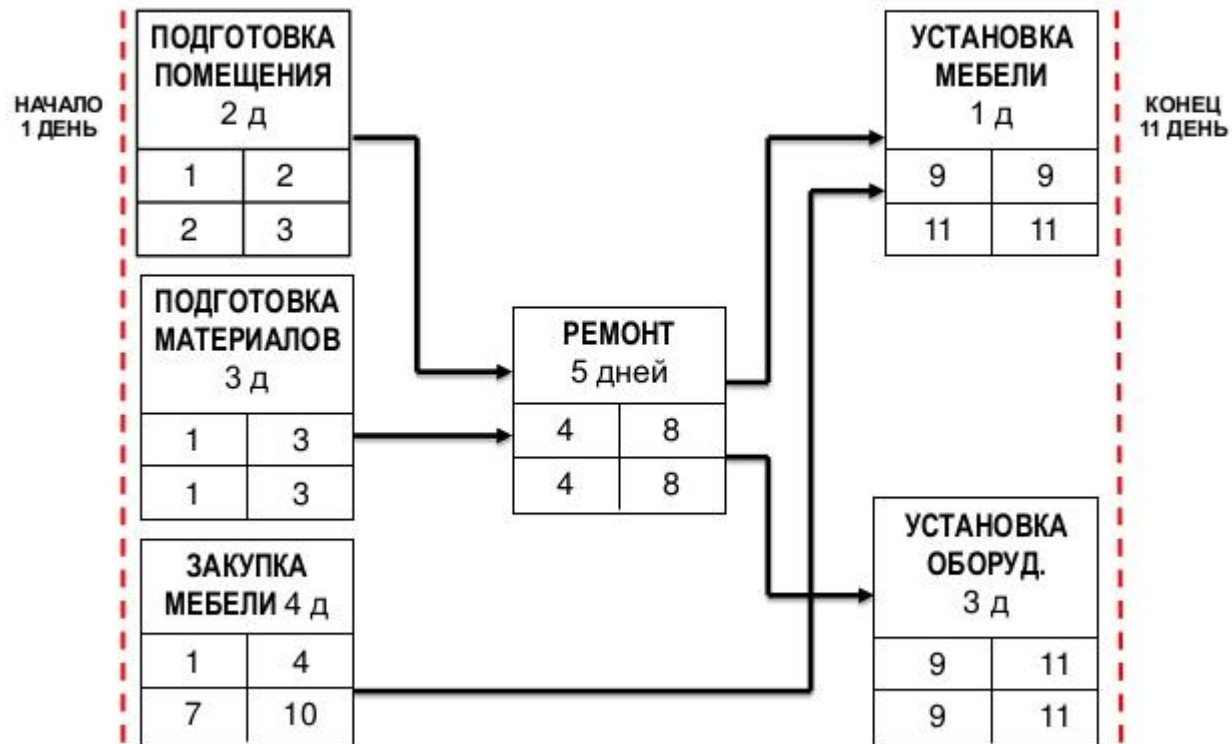 НАЧАЛО
1 ДЕНЬ
ПОДГОТОВКА
ПОМЕЩЕНИЯ
2 д
1 2
2 3
ПОДГОТОВКА
МАТЕРИАЛОВ
3 д
1 3
1 3
ЗАКУПКА
МЕБЕЛИ 4 д
1 4
7 10
РЕМОНТ
5 дней
4 8
4 8
УСТАНОВКА
МЕБЕЛИ
1 д
9 9
11 11
УСТАНОВКА
ОБОРУД.
3 д
9 11
9 11
КОНЕЦ
11 ДЕНЬ